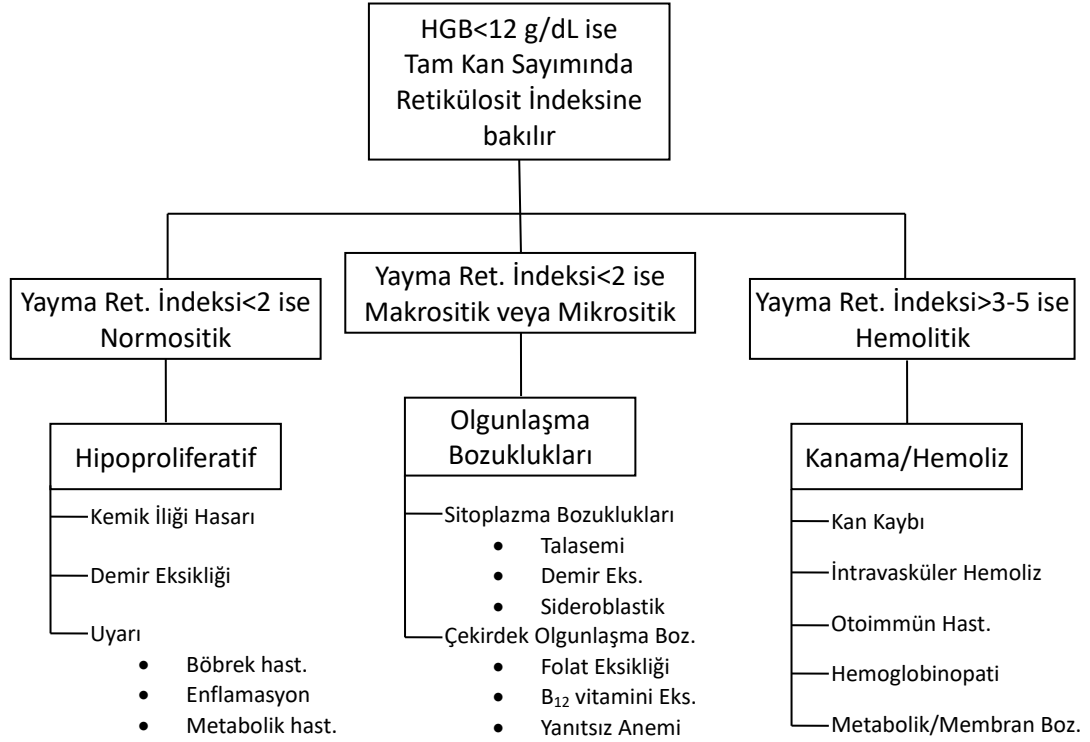 HGB<12 g/dL ise
Tam Kan Sayımında
Retikülosit İndeksine
bakılır
Yayma Ret. İndeksi<2 ise
Normositik
Yayma Ret. İndeksi<2 ise
Makrositik veya Mikrositik
Yayma Ret. İndeksi>3-5 ise
Hemolitik
Hipoproliferatif
Kemik İliği Hasarı
Demir Eksikliği
Uyarı
• Böbrek hast.
• Enflamasyon
• Metabolik hast.
Olgunlaşma
Bozuklukları
Sitoplazma Bozuklukları
• Talasemi
• Demir Eks.
• Sideroblastik
Çekirdek Olgunlaşma Boz.
• Folat Eksikliği
• B₁₂ vitamini Eks.
• Yanıtsız Anemi
Kanama/Hemoliz
Kan Kaybı
İntravasküler Hemoliz
Otoimmün Hast.
Hemoglobinopati
Metabolik/Membran Boz.